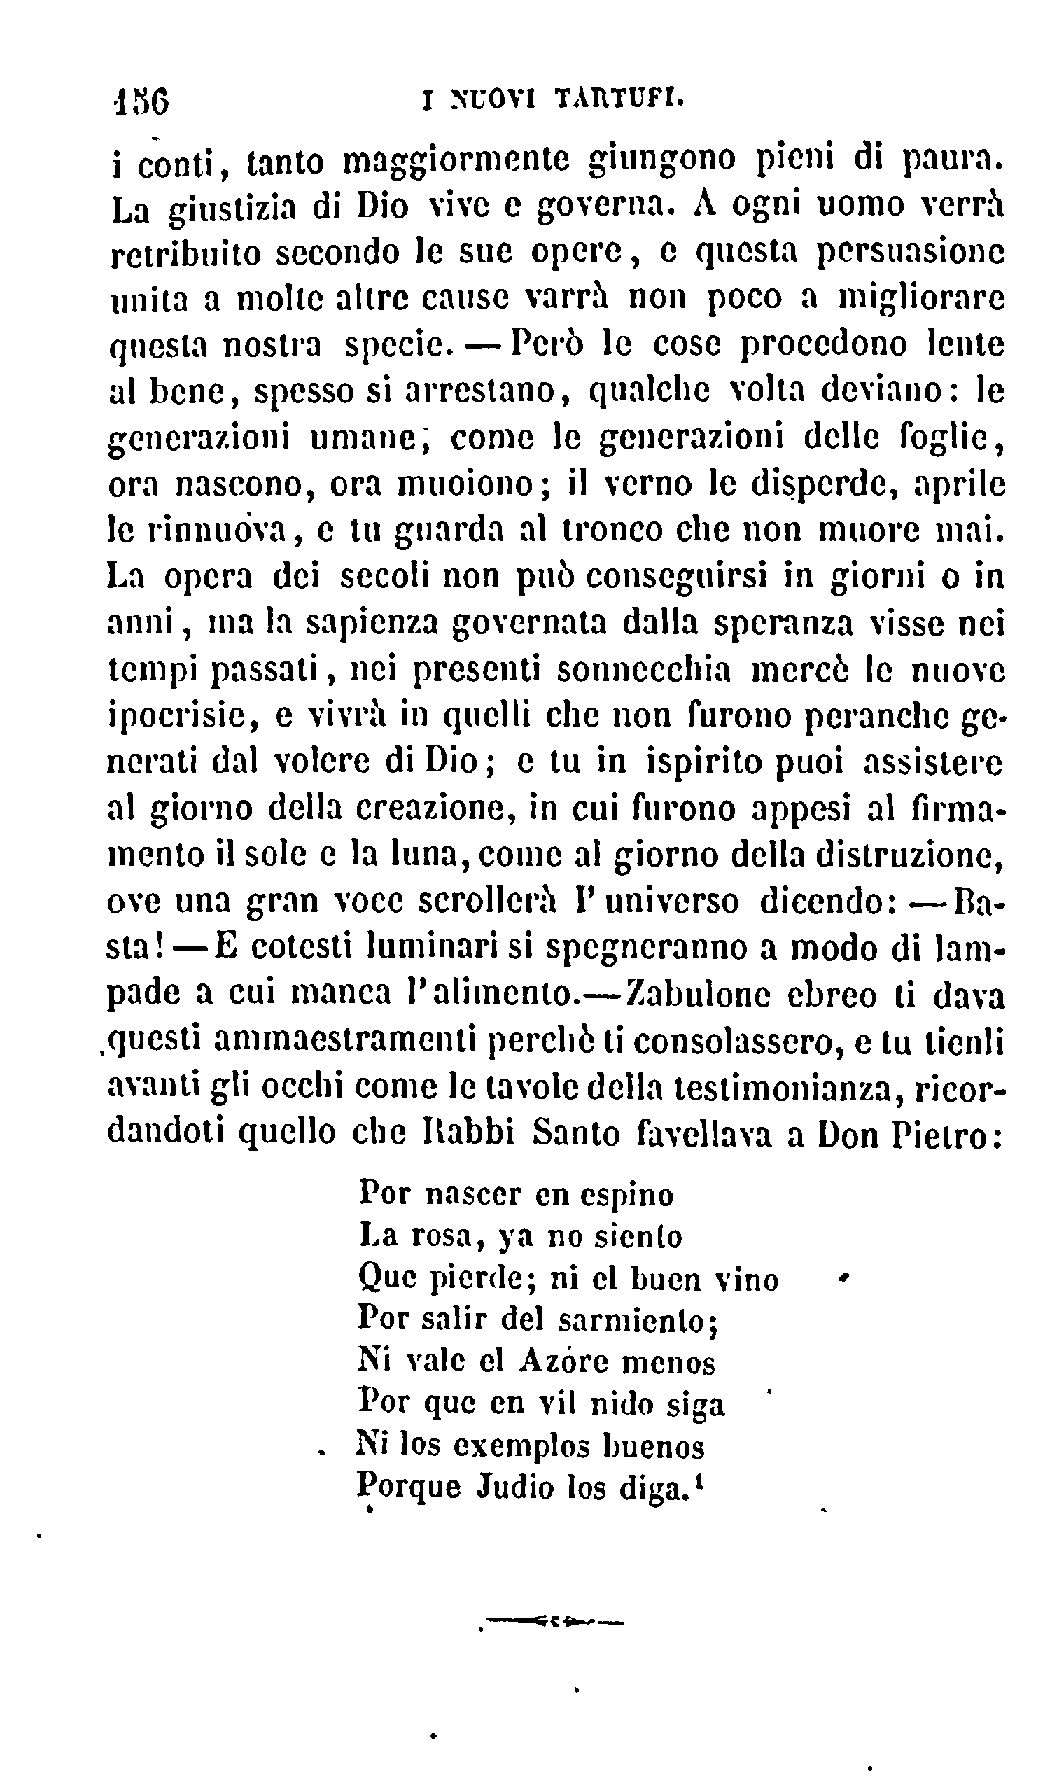 156 I NUOVI TARTUFI.
i conti, tanto maggiormente giungono pieni di paura.
La giustizia di Dio vive e governa. A ogni uomo verrà
retribuito secondo le sue opere, e questa persuasione
unita a molte altre cause varrà non poco a migliorare
questa nostra specie. — Però le cose procedono lente
al bene, spesso si arrestano, qualche volta deviano: le
generazioni umane, come le generazioni delle foglie,
ora nascono, ora muoiono; il verno le disperde, aprile
le rinnuova, e tu guarda al tronco che non muore mai.
La opera dei secoli non può conseguirsi in giorni o in
anni, ma la sapienza governata dalla speranza visse nei
tempi passati, nei presenti sonnecchia mercè le nuove
ipocrisie, e vivrà in quelli che non furono peranche ge-
nerati dal volere di Dio; e tu in ispirito puoi assistere
al giorno della creazione, in cui furono appesi al firma-
mento il sole e la luna, come al giorno della distruzione,
ove una gran voce scrollerà l'universo dicendo: — Ba-
sta! — E cotesti luminari si spegneranno a modo di lam-
pade a cui manca l'alimento. — Zabulone ebreo ti dava
questi ammaestramenti perchè ti consolassero, e tu tienli
avanti gli occhi come le tavole della testimonianza, ricor-
dandoti quello che Rabbi Santo favellava a Don Pietro:
Por nascer en espino
La rosa, ya no siento
Que pierde; ni el buen vino
Por salir del sarmiento;
Ni vale el Azóre menos
Por que en vil nido siga
Ni los exemplos buenos
Porque Judio los diga.¹